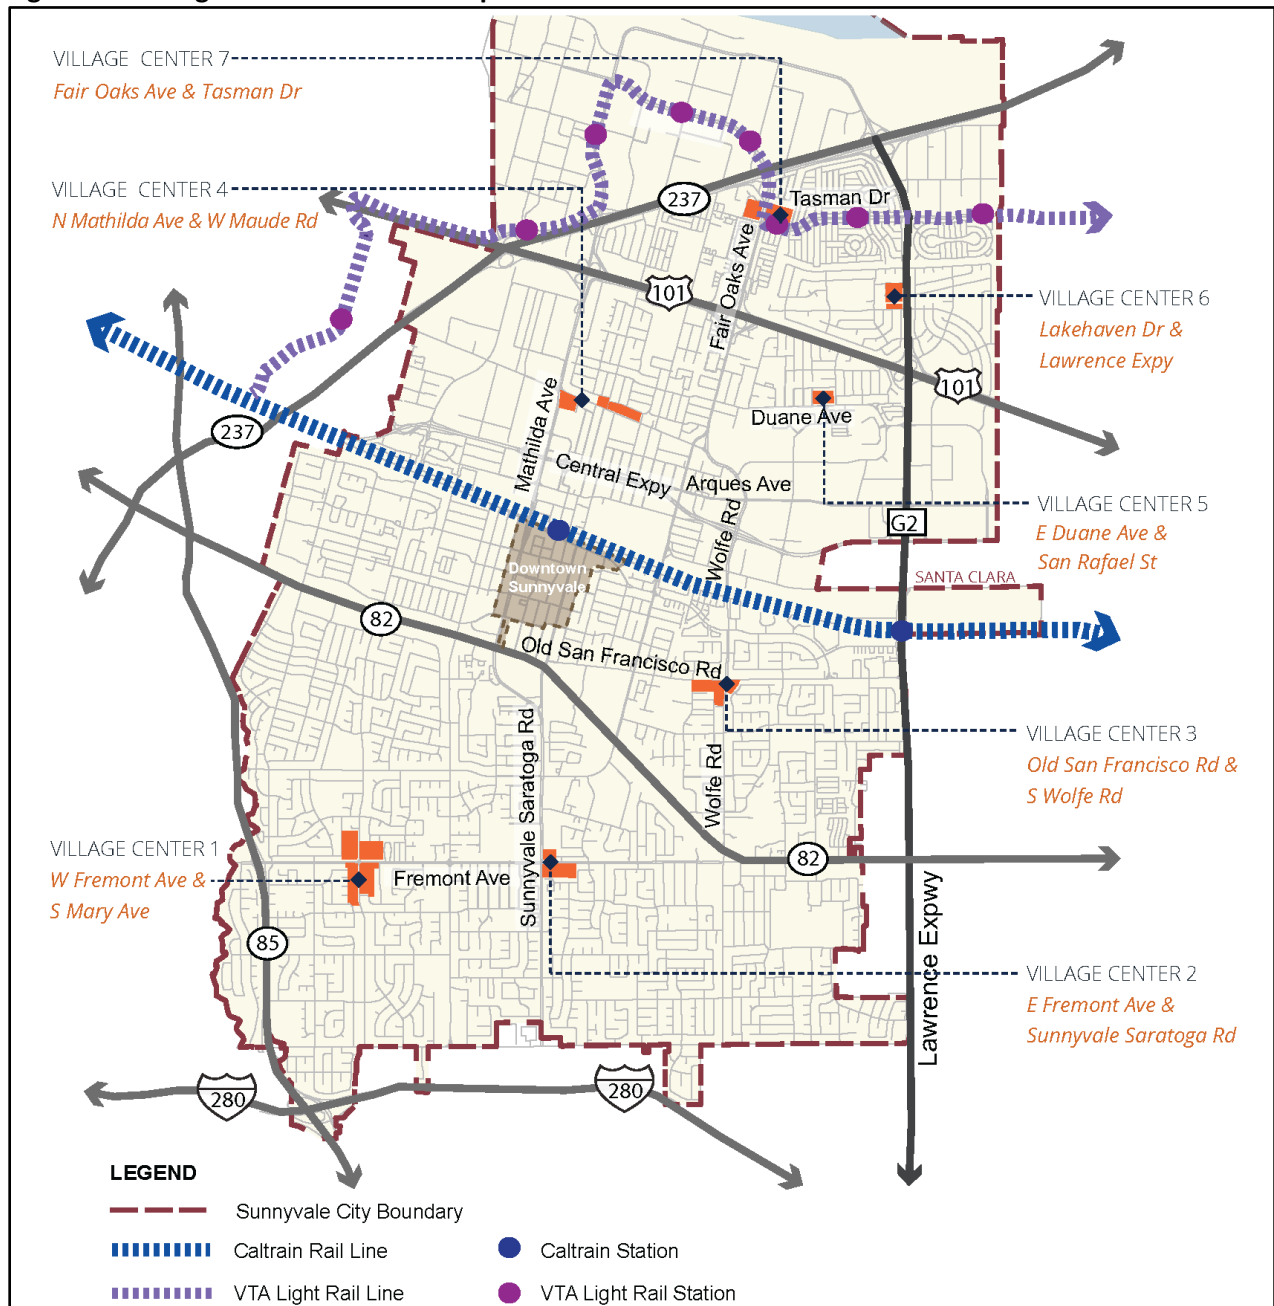 VILLAGE CENTER 7
Fair Oaks Ave & Tasman Dr
VILLAGE CENTER 4
N Mathilda Ave & W Maude Rd
237
Tasman Dr
Fair Oaks Ave
101
VILLAGE CENTER 6
Lakehaven Dr &
Lawrence Expy
101
237
Mathilda Ave
Duane Ave
Central Expy
Arques Ave
VILLAGE CENTER 5
E Duane Ave &
San Rafael St
G2
Wolfe Rd
Downtown
Sunnyvale
SANTA CLARA
82
Old San Francisco Rd
VILLAGE CENTER 3
Old San Francisco Rd &
S Wolfe Rd
Sunnyvale Saratoga Rd
Wolfe Rd
VILLAGE CENTER 1
W Fremont Ave &
S Mary Ave
Fremont Ave
82
85
Lawrence Expwy
VILLAGE CENTER 2
E Fremont Ave &
Sunnyvale Saratoga Rd
280
280
LEGEND
Sunnyvale City Boundary
Caltrain Rail Line
Caltrain Station
VTA Light Rail Line
VTA Light Rail Station